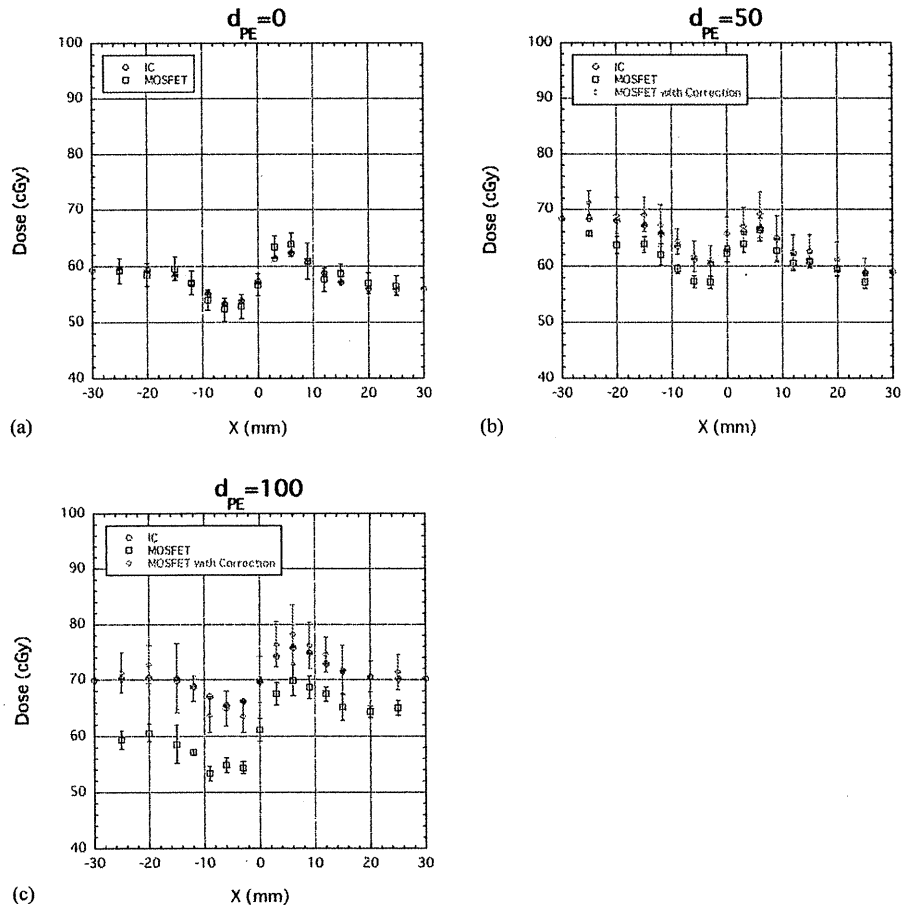 d_PE=0
100
90
80
70
60
50
40
IC
MOSFET
Dose (cGy)
-30
-20
-10
0
10
20
30
X (mm)
(a)
d_PE=50
100
90
80
70
60
50
40
IC
MOSFET
MOSFET with Correction
Dose (cGy)
-30
-20
-10
0
10
20
30
X (mm)
(b)
d_PE=100
100
90
80
70
60
50
40
IC
MOSFET
MOSFET with Correction
Dose (cGy)
-30
-20
-10
0
10
20
30
X (mm)
(c)